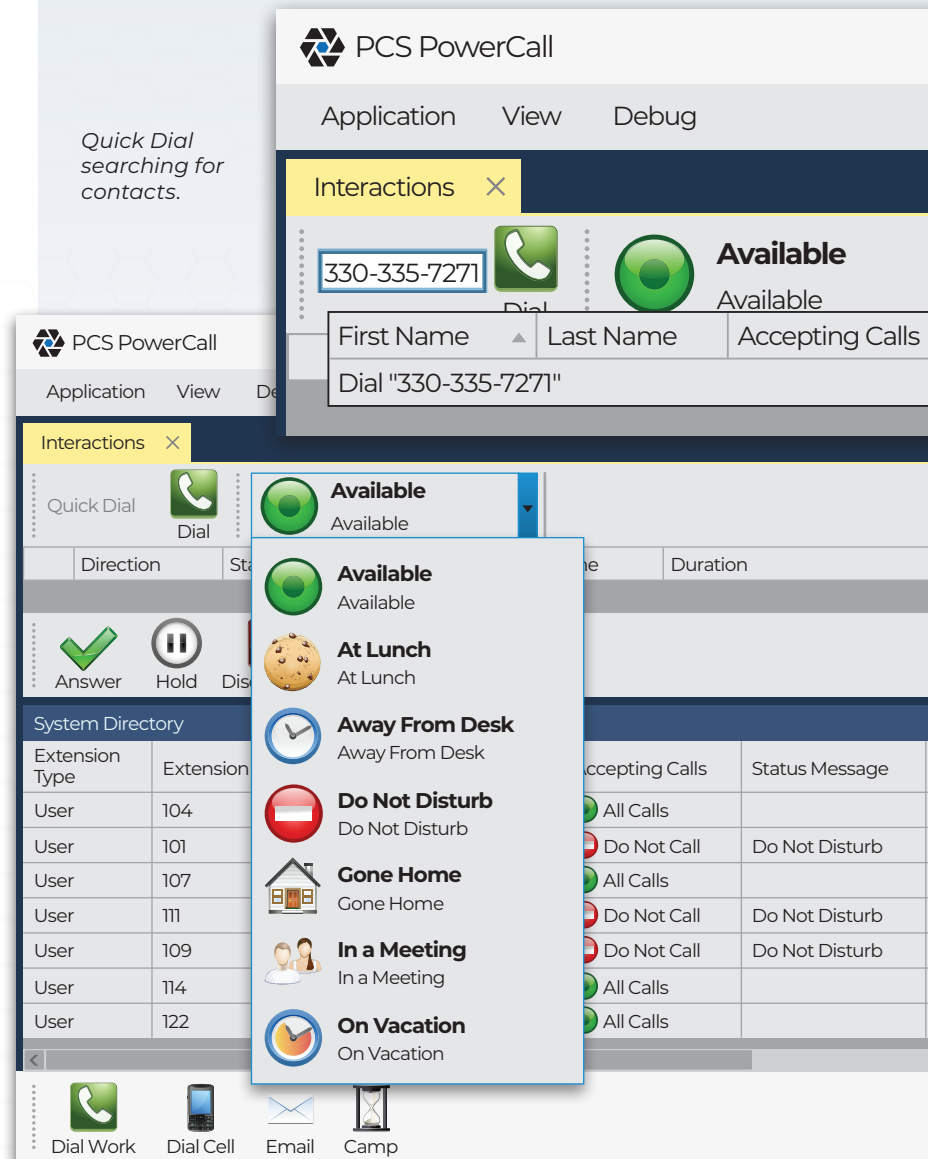 Quick Dial
searching for
contacts.
PCS PowerCall
Application View Debug
Interactions
330-335-7271
Dial
Available
Available
First Name Last Name Accepting Calls
Dial "330-335-7271"
PCS PowerCall
Application View
Interactions
Quick Dial
Dial
Available
Available
Direction Duration
Available
Available
At Lunch
At Lunch
Away From Desk
Away From Desk
Do Not Disturb
Do Not Disturb
Gone Home
Gone Home
In a Meeting
In a Meeting
On Vacation
On Vacation
Answer Hold
System Directory
Extension
Type
Extension Accepting Calls Status Message
User 104 All Calls
User 101 Do Not Call Do Not Disturb
User 107 All Calls
User 111 Do Not Call Do Not Disturb
User 109 Do Not Call Do Not Disturb
User 114 All Calls
User 122 All Calls
Dial Work Dial Cell Email Camp